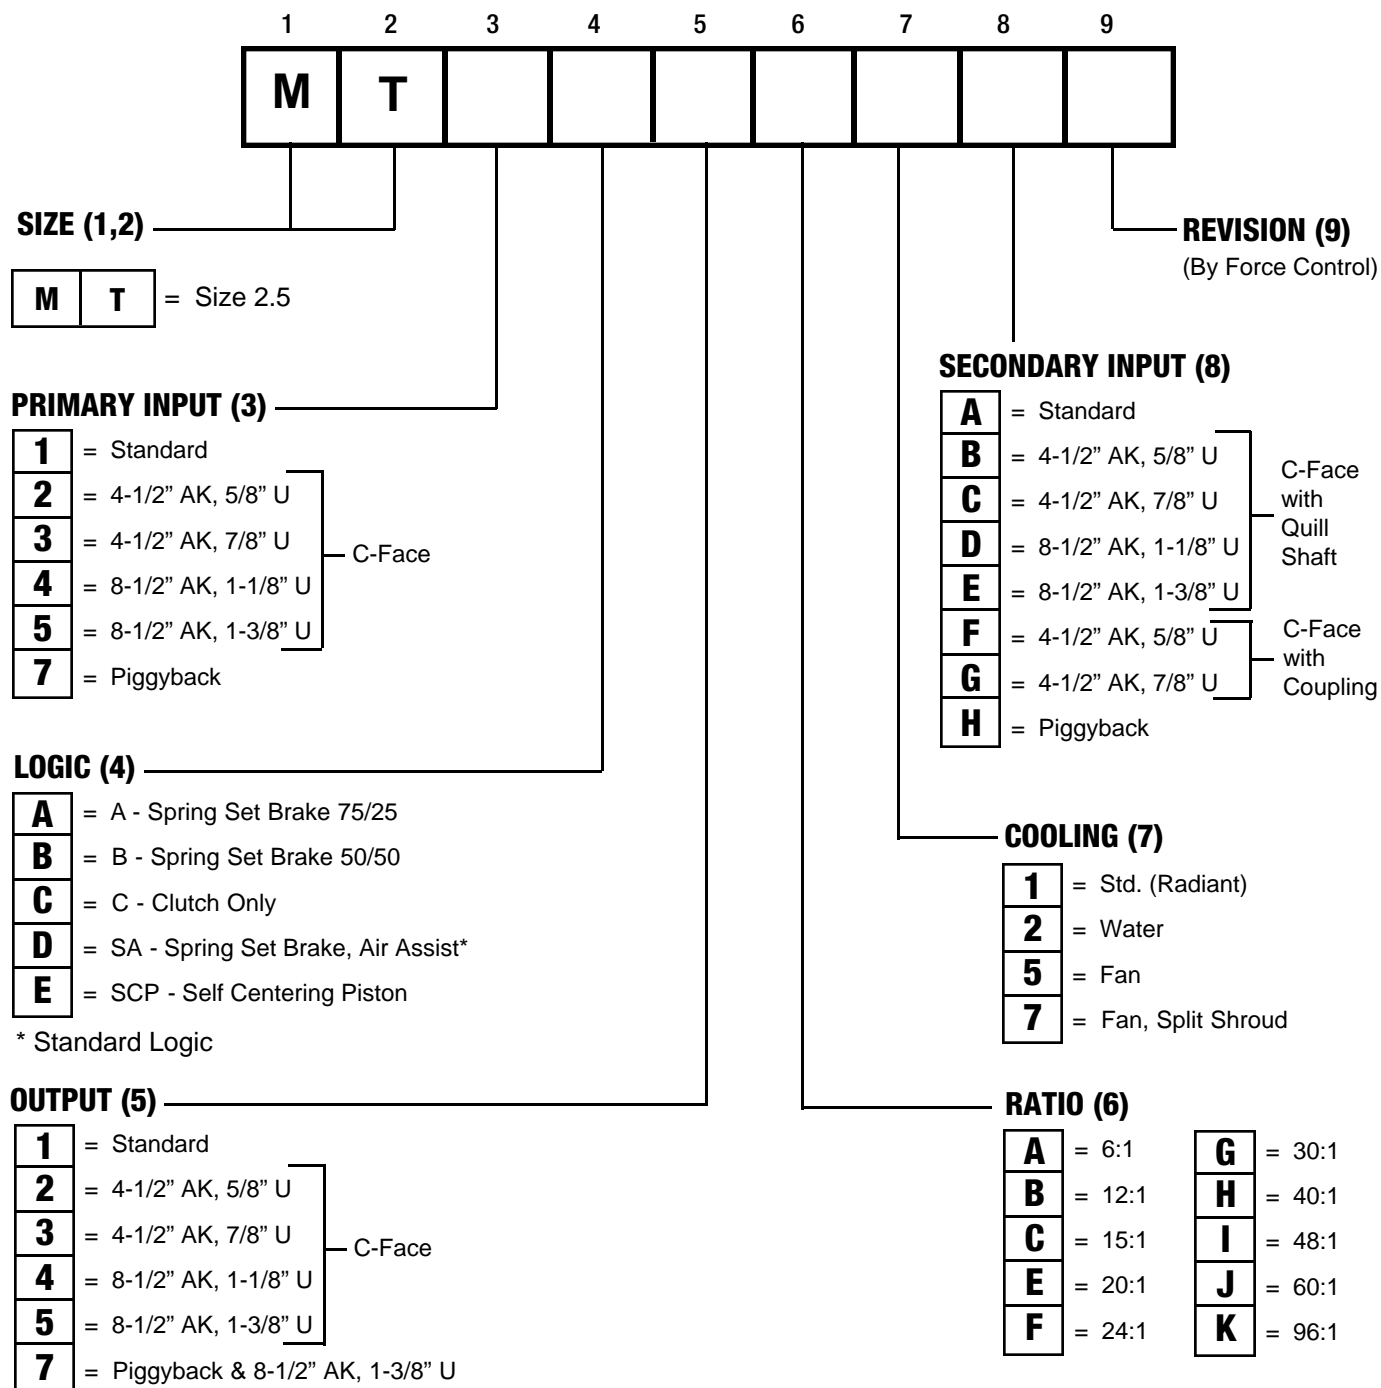 1 2 3 4 5 6 7 8 9
M T
SIZE (1,2)
M T = Size 2.5
PRIMARY INPUT (3)
1 = Standard
2 = 4-1/2” AK, 5/8” U
3 = 4-1/2” AK, 7/8” U
4 = 8-1/2” AK, 1-1/8” U
5 = 8-1/2” AK, 1-3/8” U
7 = Piggyback
C-Face
LOGIC (4)
A = A - Spring Set Brake 75/25
B = B - Spring Set Brake 50/50
C = C - Clutch Only
D = SA - Spring Set Brake, Air Assist*
E = SCP - Self Centering Piston
* Standard Logic
OUTPUT (5)
1 = Standard
2 = 4-1/2” AK, 5/8” U
3 = 4-1/2” AK, 7/8” U
4 = 8-1/2” AK, 1-1/8” U
5 = 8-1/2” AK, 1-3/8” U
7 = Piggyback & 8-1/2” AK, 1-3/8” U
C-Face
REVISION (9)
(By Force Control)
SECONDARY INPUT (8)
A = Standard
B = 4-1/2” AK, 5/8” U
C = 4-1/2” AK, 7/8” U
D = 8-1/2” AK, 1-1/8” U
E = 8-1/2” AK, 1-3/8” U
F = 4-1/2” AK, 5/8” U
G = 4-1/2” AK, 7/8” U
H = Piggyback
C-Face
with
Quill
Shaft
C-Face
with
Coupling
COOLING (7)
1 = Std. (Radiant)
2 = Water
5 = Fan
7 = Fan, Split Shroud
RATIO (6)
A = 6:1
B = 12:1
C = 15:1
E = 20:1
F = 24:1
G = 30:1
H = 40:1
I = 48:1
J = 60:1
K = 96:1